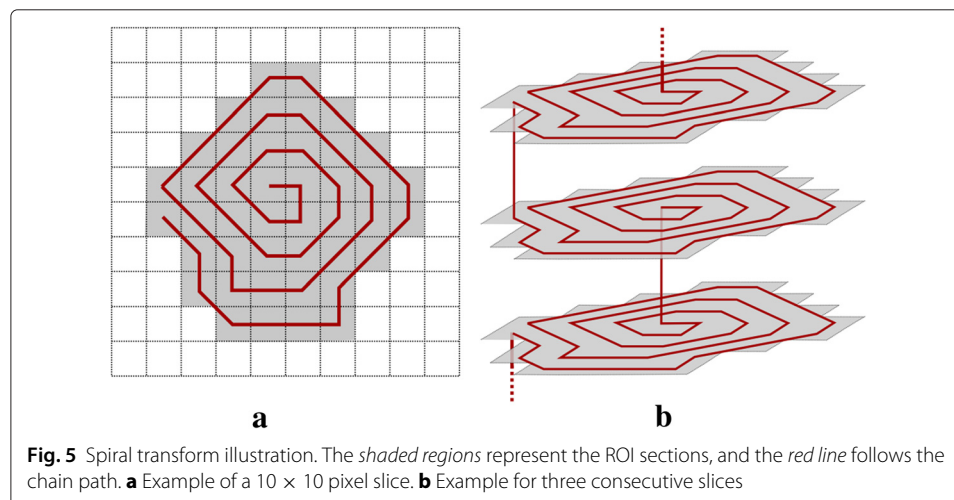 a b
Fig. 5 Spiral transform illustration. The shaded regions represent the ROI sections, and the red line follows the
chain path. a Example of a 10 × 10 pixel slice. b Example for three consecutive slices